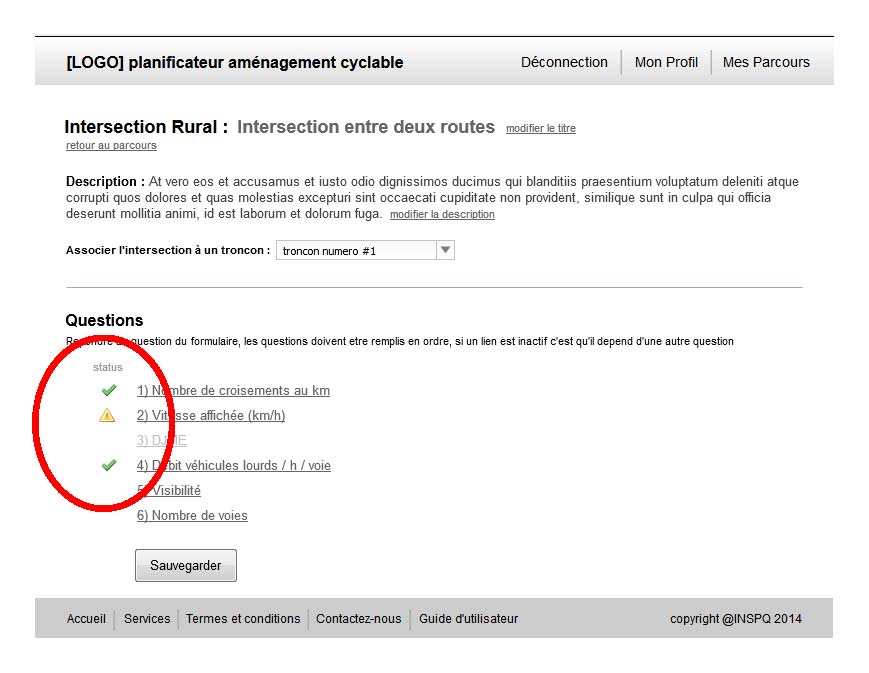 [LOGO] planificateur aménagement cyclable Déconnection Mon Profil Mes Parcours
Intersection Rural : Intersection entre deux routes modifier le titre
retour au parcours
Description : At vero eos et accusamus et iusto odio dignissimos ducimus qui blanditiis praesentium voluptatum deleniti atque
corrupti quos dolores et quas molestias excepturi sint occaecati cupiditate non provident, similique sunt in culpa qui officia
deserunt mollitia animi, id est laborum et dolorum fuga. modifier la description
Associer l'intersection à un troncon : troncon numero #1
Questions
question du formulaire, les questions doivent etre remplis en ordre, si un lien est inactif c'est qu'il depend d'une autre question
status
1) Nombre de croisements au km
2) Vitesse affichée (km/h)
3) DJME
4) Débit véhicules lourds / h / voie
5) Visibilité
6) Nombre de voies
Sauvegarder
Accueil Services Termes et conditions Contactez-nous Guide d'utilisateur copyright @INSPQ 2014